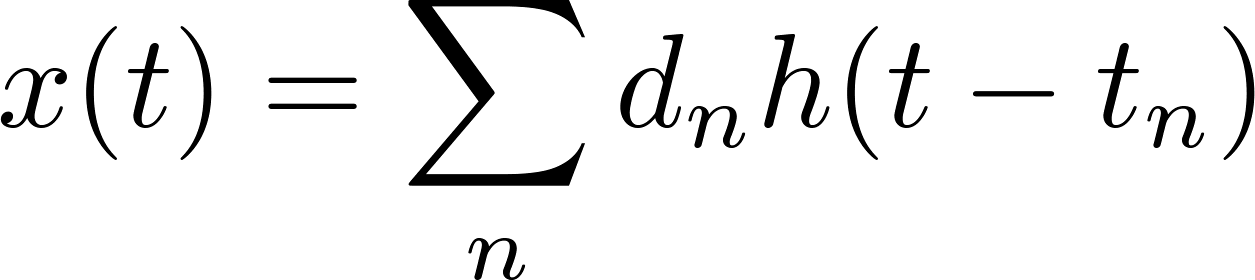 x(t) = \sum_{n} d_n h(t - t_n)